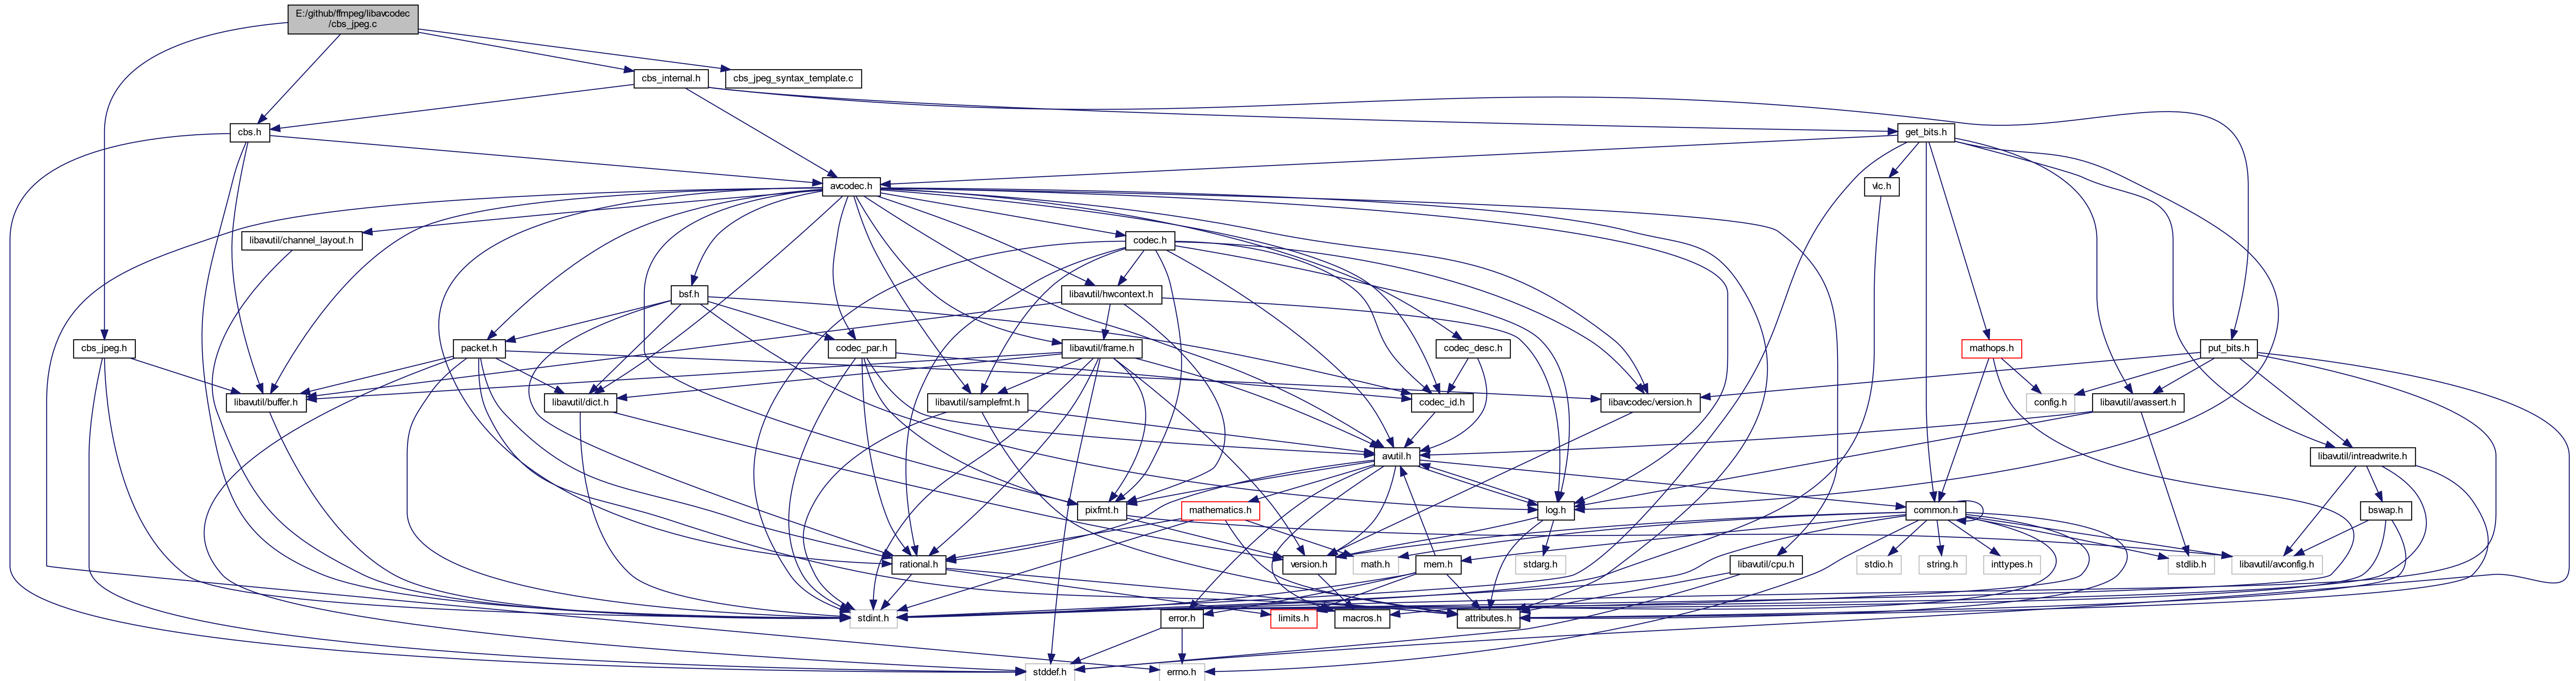 E:/github/ffmpeg/libavcodec
/cbs_jpeg.c
cbs_internal.h
cbs_jpeg_syntax_template.c
cbs.h
get_bits.h
avcodec.h
vlc.h
libavutil/channel_layout.h
codec.h
bsf.h
libavutil/hwcontext.h
cbs_jpeg.h
packet.h
codec_par.h
libavutil/frame.h
codec_desc.h
mathops.h
put_bits.h
libavutil/buffer.h
libavutil/dict.h
libavutil/samplefmt.h
codec_id.h
libavcodec/version.h
config.h
libavutil/avassert.h
avutil.h
libavutil/intreadwrite.h
pixfmt.h
mathematics.h
log.h
common.h
bswap.h
rational.h
version.h
math.h
mem.h
stdarg.h
libavutil/cpu.h
stdio.h
string.h
inttypes.h
stdlib.h
libavutil/avconfig.h
stdint.h
error.h
limits.h
macros.h
attributes.h
stddef.h
errno.h